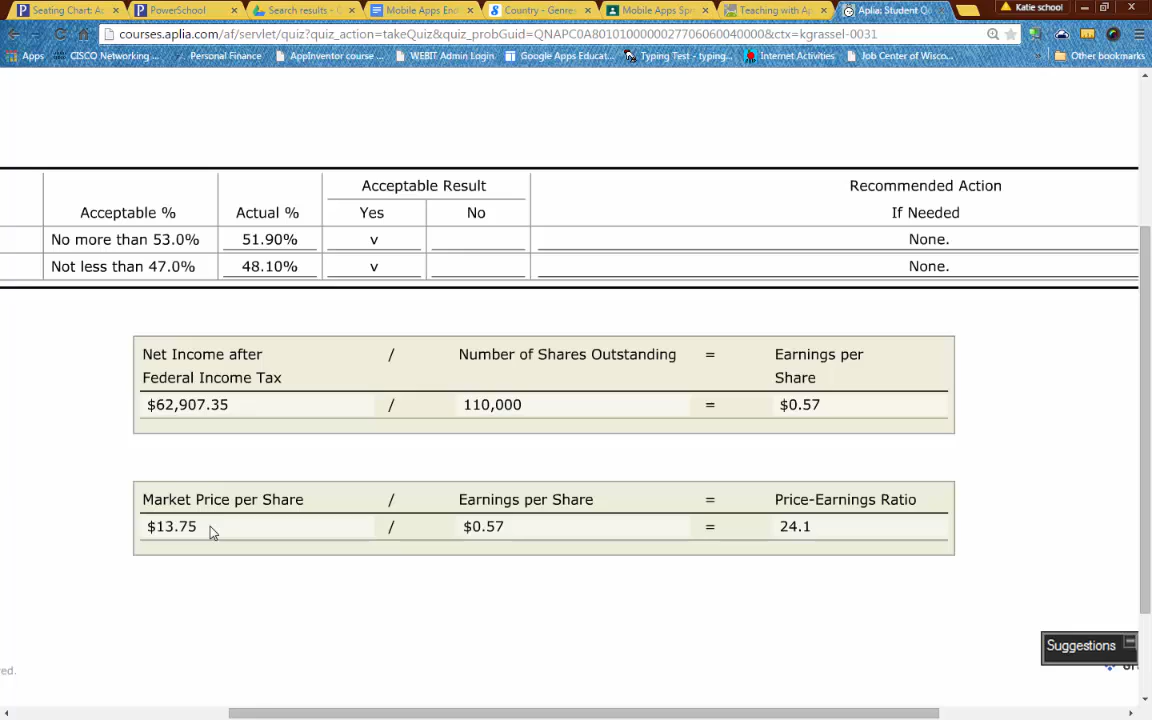 Seating Chart: Ac
PowerSchool
Search results - C
Mobile Apps End
Country - Genre
Mobile Apps Spr
Teaching with Ap
Aplia: Student Qu
Katie school
courses.aplia.com/af/servlet/quiz?quiz_action=takeQuiz&quiz_probGuid=QNAPC0A8010100000027706060040000&ctx=kgrassel-0031
Apps
CISCO Networking ...
Personal Finance
AppInventor course ...
WEBIT Admin Login
Google Apps Educat...
Typing Test - typing...
Internet Activities
Job Center of Wisco...
Other bookmarks
Acceptable Result
Recommended Action
Acceptable % Actual % Yes No If Needed
No more than 53.0% 51.90% v None.
Not less than 47.0% 48.10% v None.
Net Income after / Number of Shares Outstanding = Earnings per
Federal Income Tax Share
$62,907.35 / 110,000 = $0.57
Market Price per Share / Earnings per Share = Price-Earnings Ratio
$13.75 / $0.57 = 24.1
Suggestions
red.